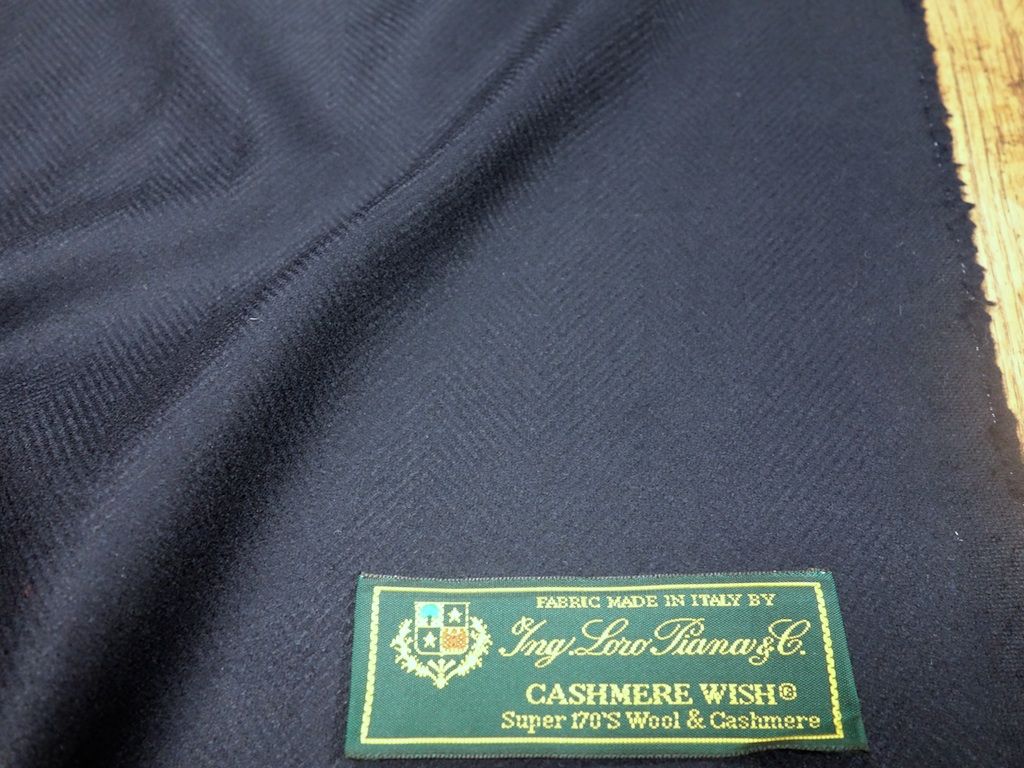 FABRIC MADE IN ITALY BY
Ing. Loro Piana & C.
CASHMERE WISH®
Super 170'S Wool & Cashmere